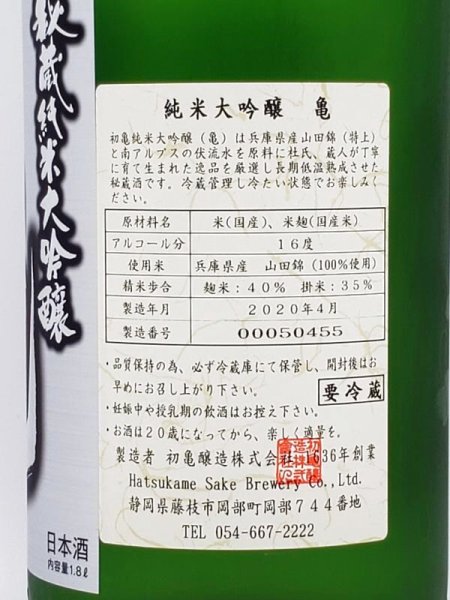 秘蔵純米大吟醸
日本酒
内容量1.8ℓ
純米大吟醸　亀
初亀純米大吟醸（亀）は兵庫県産山田錦（特上）
と南アルプスの伏流水を原料に杜氏、蔵人が丁寧
に育て生まれた逸品を厳選し長期低温熟成させた
秘蔵酒です。冷蔵管理し冷たい状態でお楽しみく
ださい。
原材料名　米(国産)、米麹(国産米)
アルコール分　16度
使用米　兵庫県産　山田錦（100％使用）
精米歩合　麹米：40％　掛米：35％
製造年月　2020年4月
製造番号　00050455
・品質保持の為、必ず冷蔵庫にて保管し、開封後はお
早めにお召し上がり下さい。
要冷蔵
・妊娠中や授乳期の飲酒はお控え下さい。
・お酒は20歳になってから、楽しく適量を。
製造者　初亀醸造株式会社　1636年創業
Hatsukame Sake Brewery Co.,Ltd.
静岡県藤枝市岡部町岡部744番地
TEL 054-667-2222